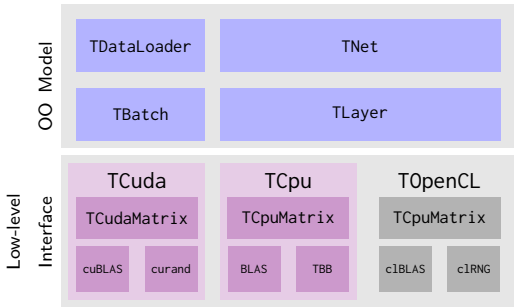 OO Model
TDataLoader
TNet
TBatch
TLayer
Low-level
Interface
TCuda
TCpu
TOpenCL
TCudaMatrix
TCpuMatrix
TCpuMatrix
cuBLAS
curand
BLAS
TBB
clBLAS
clRNG